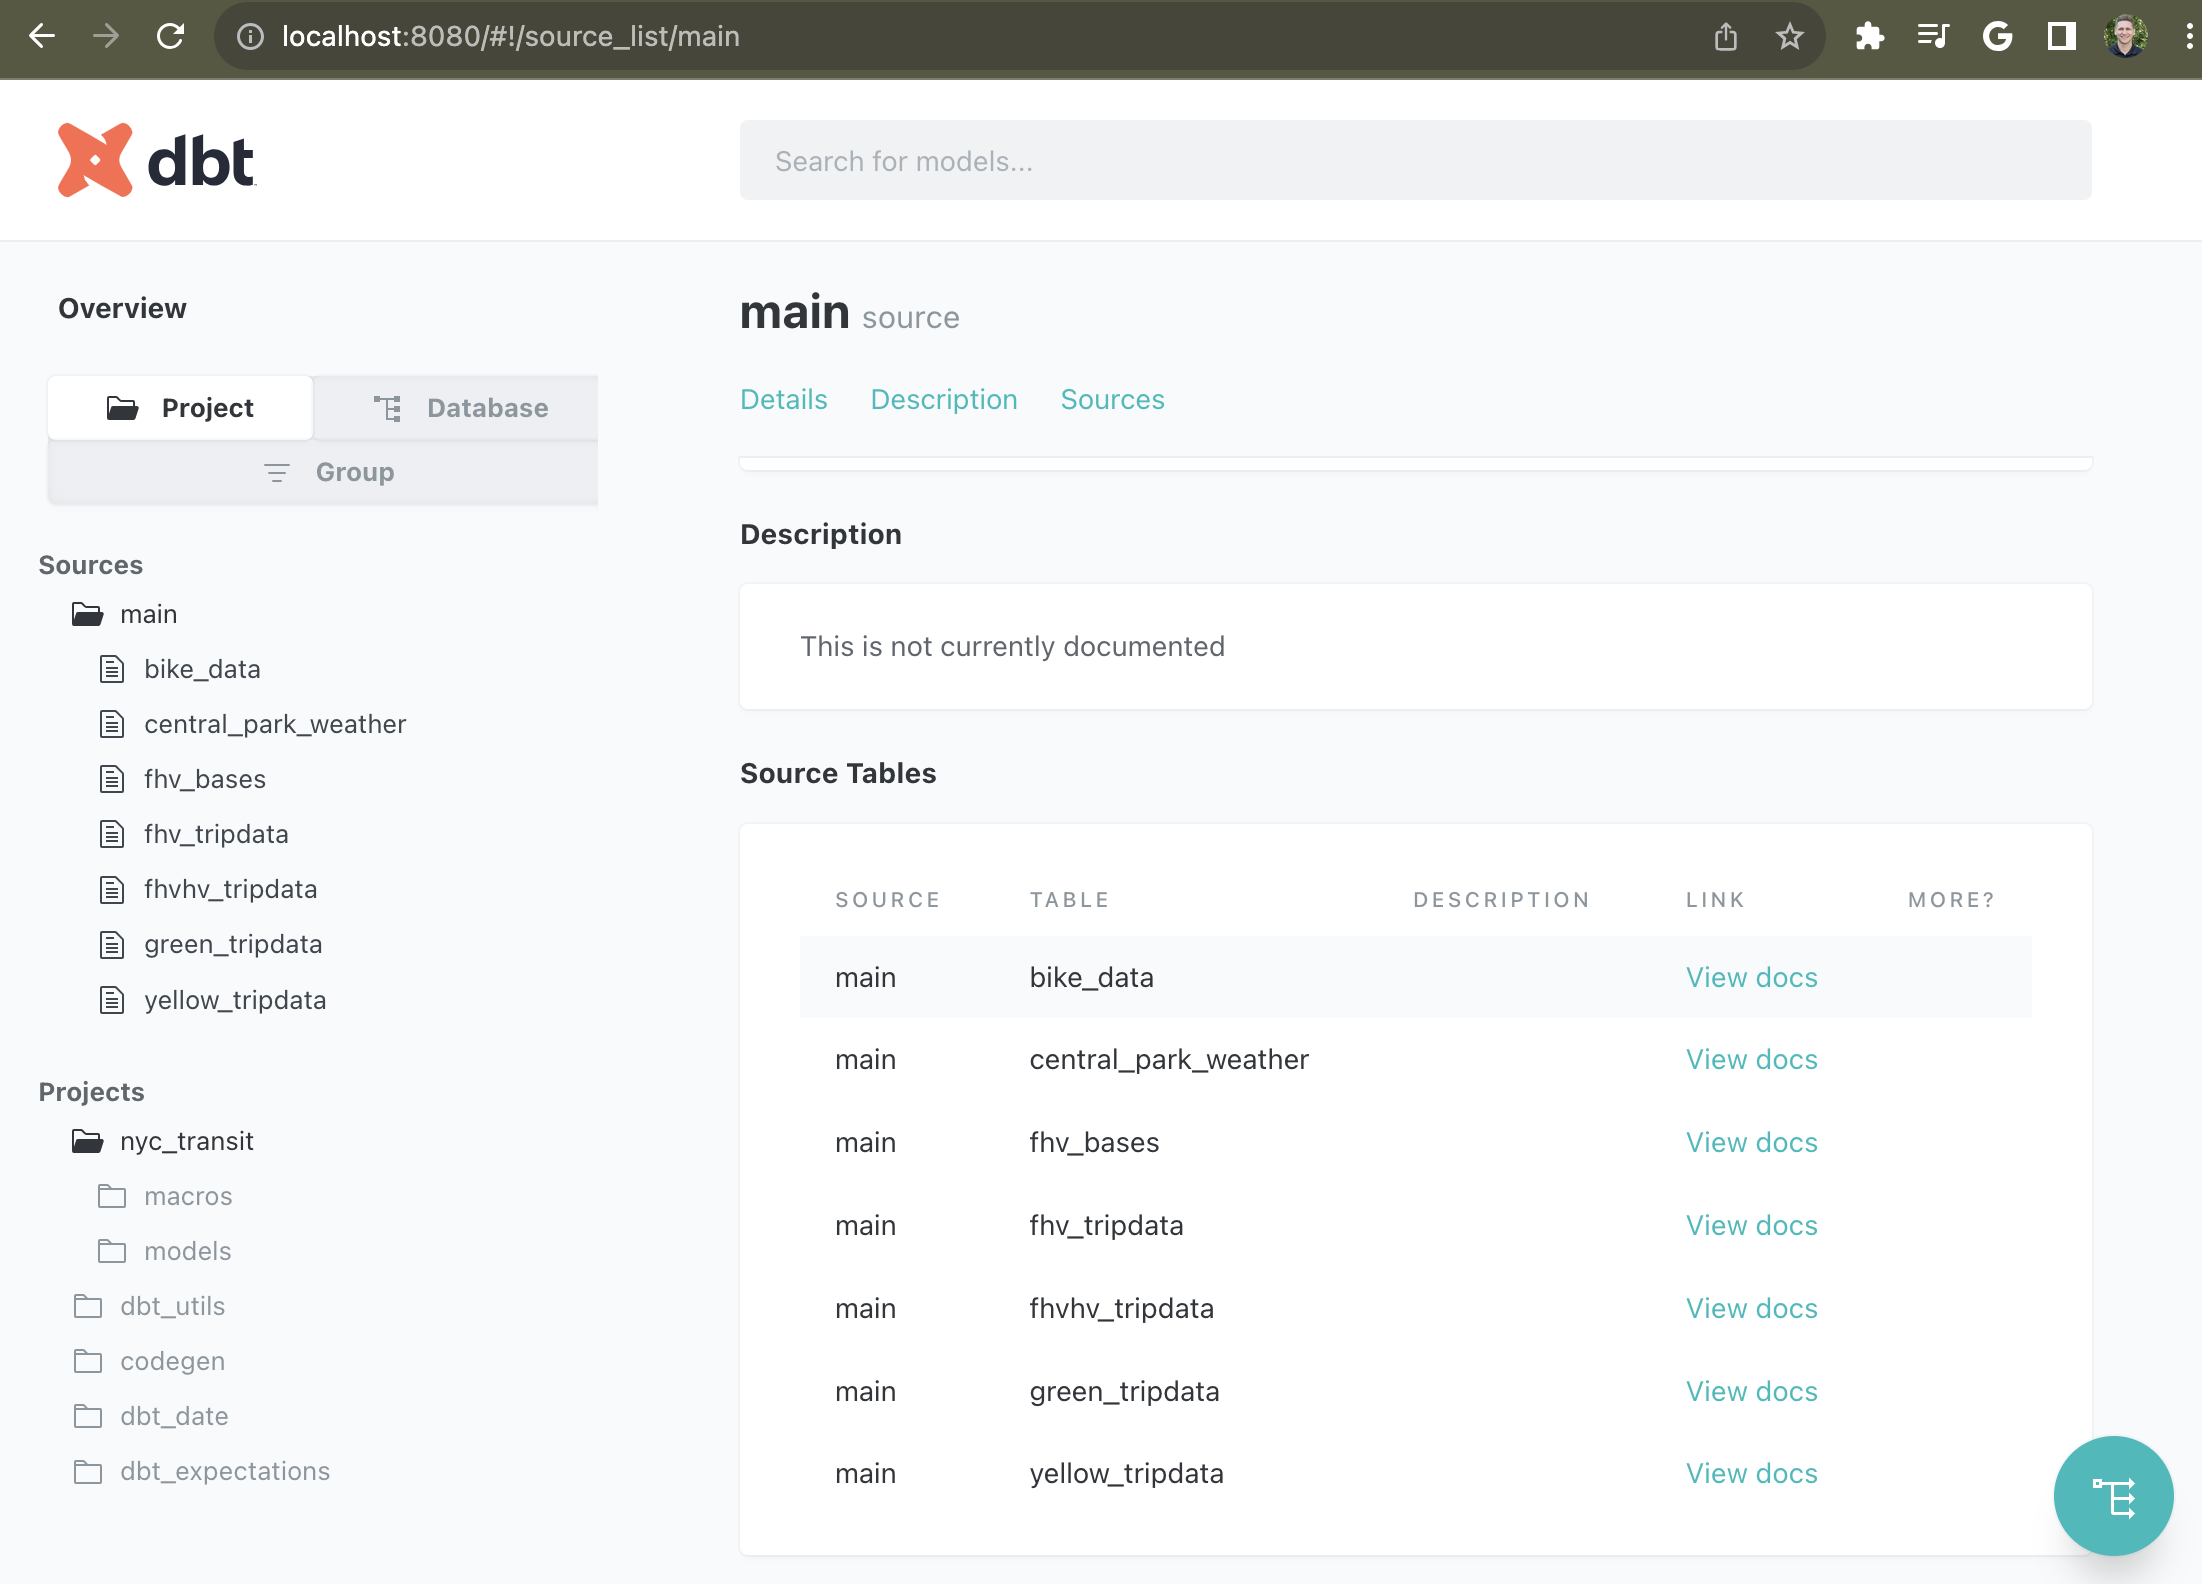 localhost:8080/#!/source_list/main
dbt
Search for models...
Overview
Project
Database
Group
Sources
main
bike_data
central_park_weather
fhv_bases
fhv_tripdata
fhvhv_tripdata
green_tripdata
yellow_tripdata
Projects
nyc_transit
macros
models
dbt_utils
codegen
dbt_date
dbt_expectations
main source
Details Description Sources
Description
This is not currently documented
Source Tables
SOURCE TABLE DESCRIPTION LINK MORE?
main bike_data View docs
main central_park_weather View docs
main fhv_bases View docs
main fhv_tripdata View docs
main fhvhv_tripdata View docs
main green_tripdata View docs
main yellow_tripdata View docs